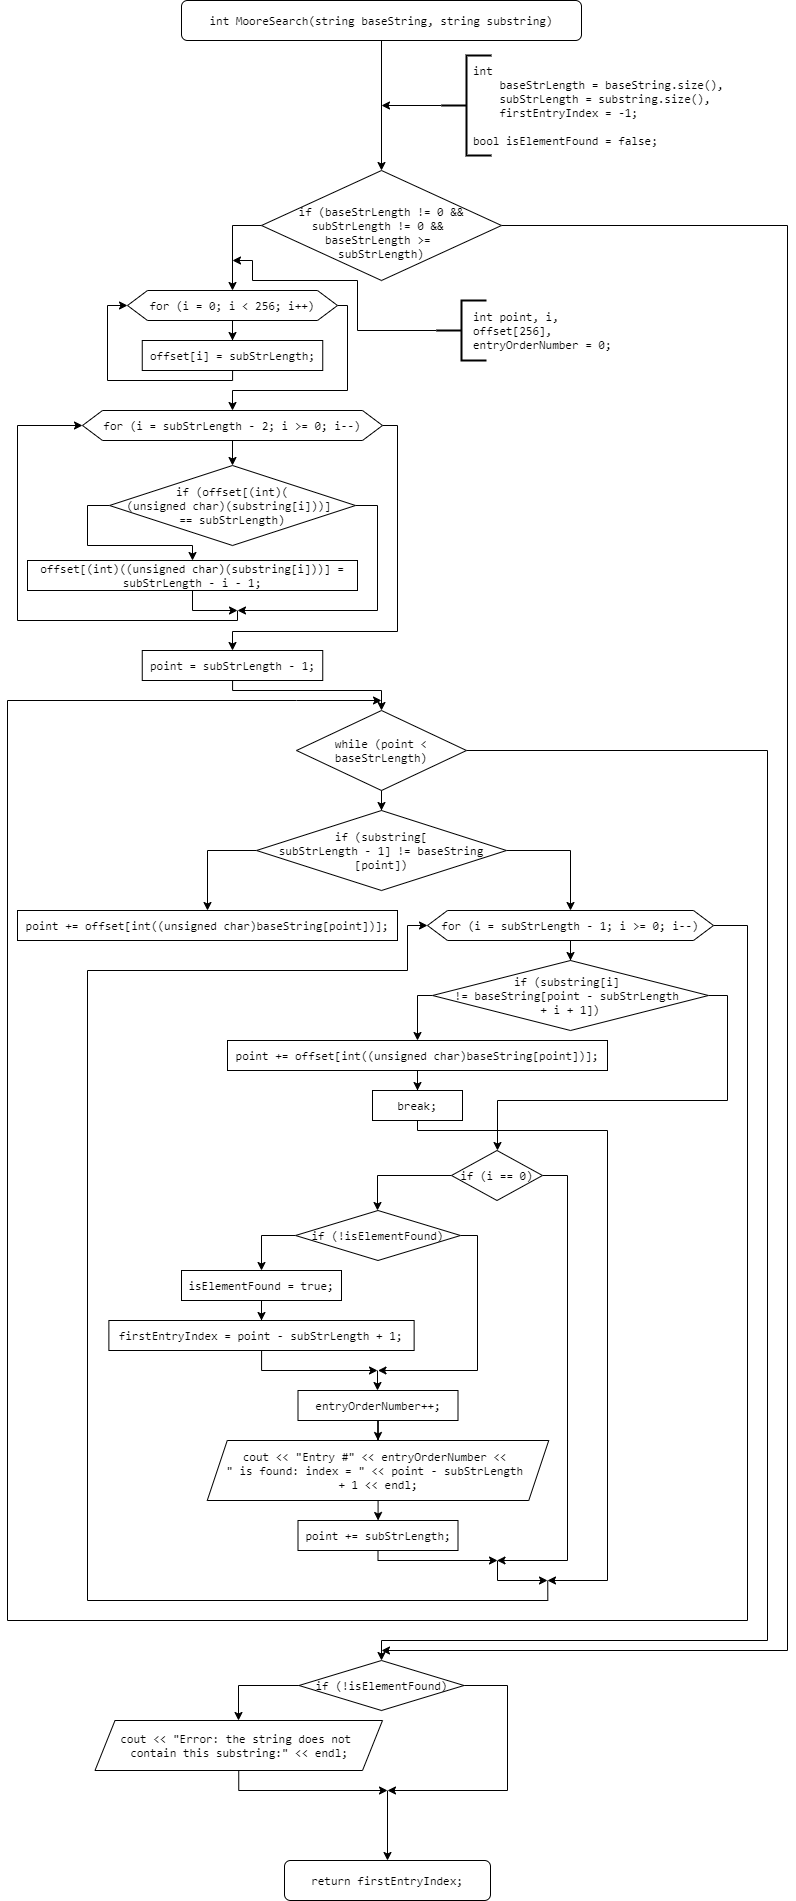 int MooreSearch(string baseString, string substring)
int
baseStrLength = baseString.size(),
subStrLength = substring.size(),
firstEntryIndex = -1;
bool isElementFound = false;
if (baseStrLength != 0 &&
subStrLength != 0 &&
baseStrLength >=
subStrLength)
for (i = 0; i < 256; i++)
int point, i,
offset[256],
entryOrderNumber = 0;
offset[i] = subStrLength;
for (i = subStrLength - 2; i >= 0; i--)
if (offset[(int)(
(unsigned char)(substring[i]))]
== subStrLength)
offset[(int)((unsigned char)(substring[i]))] =
subStrLength - i - 1;
point = subStrLength - 1;
while (point <
baseStrLength)
if (substring[
subStrLength - 1] != baseString
[point])
point += offset[int((unsigned char)baseString[point])];
for (i = subStrLength - 1; i >= 0; i--)
if (substring[i]
!= baseString[point - subStrLength
+ i + 1])
point += offset[int((unsigned char)baseString[point])];
break;
if (i == 0)
if (!isElementFound)
isElementFound = true;
firstEntryIndex = point - subStrLength + 1;
entryOrderNumber++;
cout << "Entry #" << entryOrderNumber <<
" is found: index = " << point - subStrLength
+ 1 << endl;
point += subStrLength;
if (!isElementFound)
cout << "Error: the string does not
contain this substring:" << endl;
return firstEntryIndex;